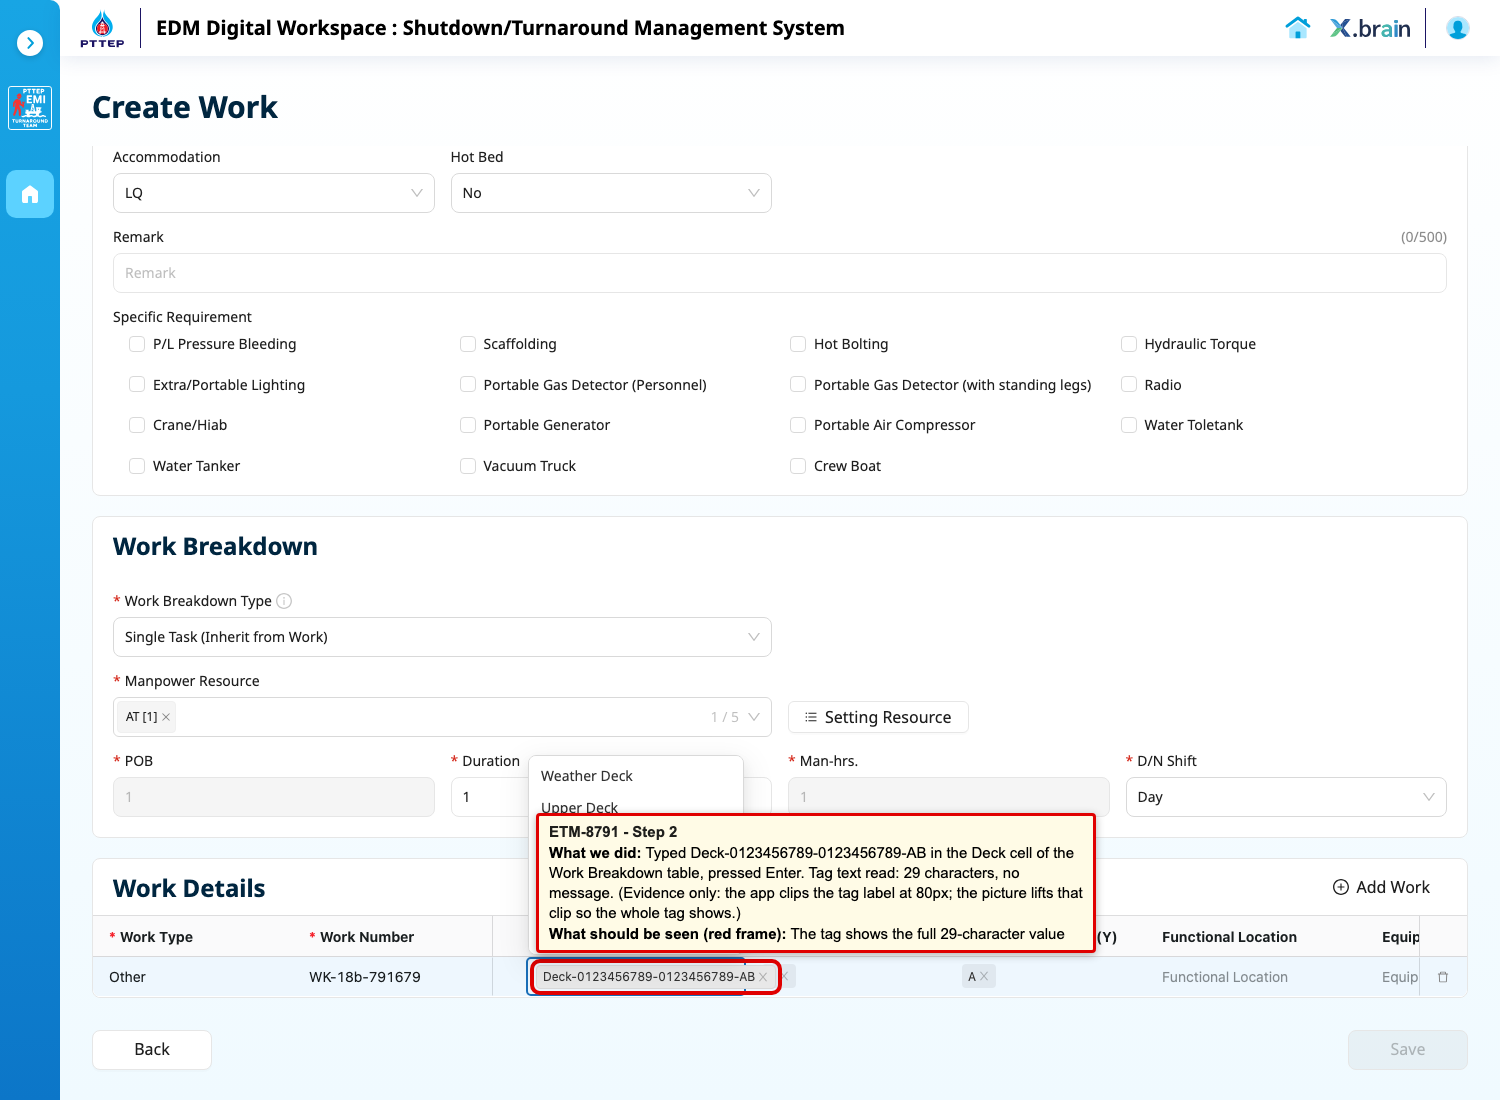 PTTEP
EDM Digital Workspace : Shutdown/Turnaround Management System
X.brain
PTTEP
EMI
TURNAROUND
TEAM
Create Work
Accommodation
Hot Bed
LQ
No
Remark
(0/500)
Remark
Specific Requirement
P/L Pressure Bleeding
Scaffolding
Hot Bolting
Hydraulic Torque
Extra/Portable Lighting
Portable Gas Detector (Personnel)
Portable Gas Detector (with standing legs)
Radio
Crane/Hiab
Portable Generator
Portable Air Compressor
Water Toletank
Water Tanker
Vacuum Truck
Crew Boat
Work Breakdown
* Work Breakdown Type
Single Task (Inherit from Work)
* Manpower Resource
AT [1]
1 / 5
Setting Resource
* POB
* Duration
* Man-hrs.
* D/N Shift
1
1
1
Day
Weather Deck
Upper Deck
ETM-8791 - Step 2
What we did: Typed Deck-0123456789-0123456789-AB in the Deck cell of the
Work Breakdown table, pressed Enter. Tag text read: 29 characters, no
message. (Evidence only: the app clips the tag label at 80px; the picture lifts that
clip so the whole tag shows.)
What should be seen (red frame): The tag shows the full 29-character value
Work Details
Add Work
* Work Type
* Work Number
(Y)
Functional Location
Equip
Other
WK-18b-791679
Deck-0123456789-0123456789-AB
A
Functional Location
Equip
Back
Save